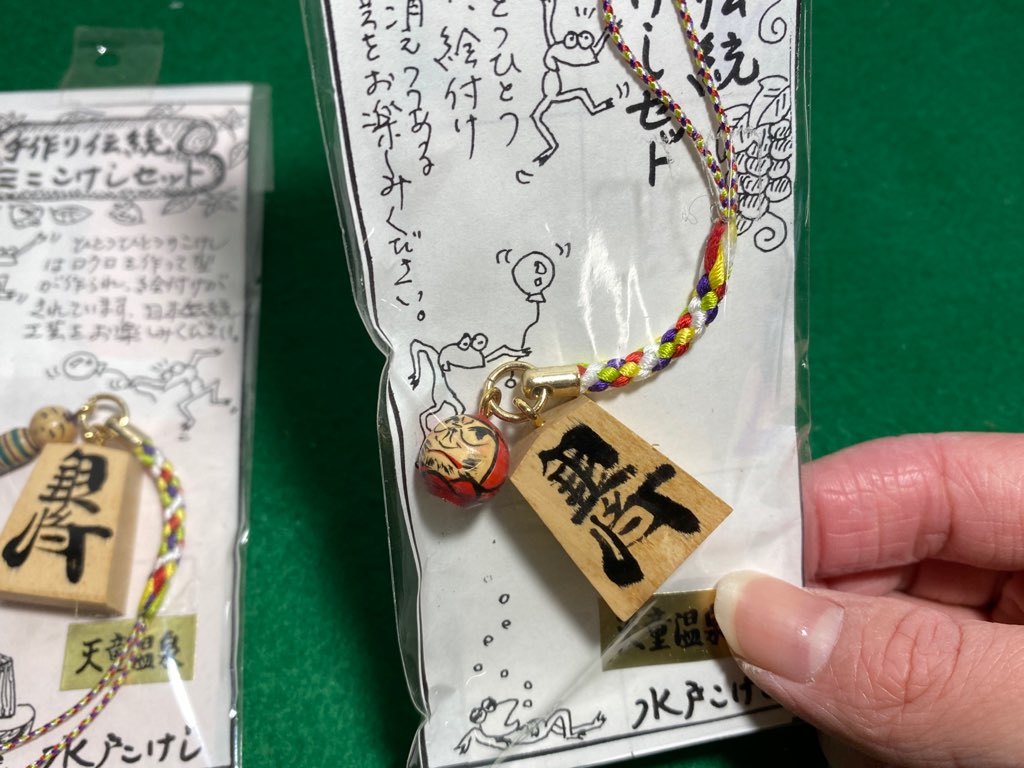 手作り伝統
ミニこけしセット
ひとつひとつのこけし
はロクロを作って型
が作られ、絵付けが
されています。日本伝統
工芸をお楽しみください。
天童温泉
水戸こけし
伝統
けしセット
とつひとつ
絵付け
消えつつある
芸をお楽しみください。
童温泉
水戸こけし